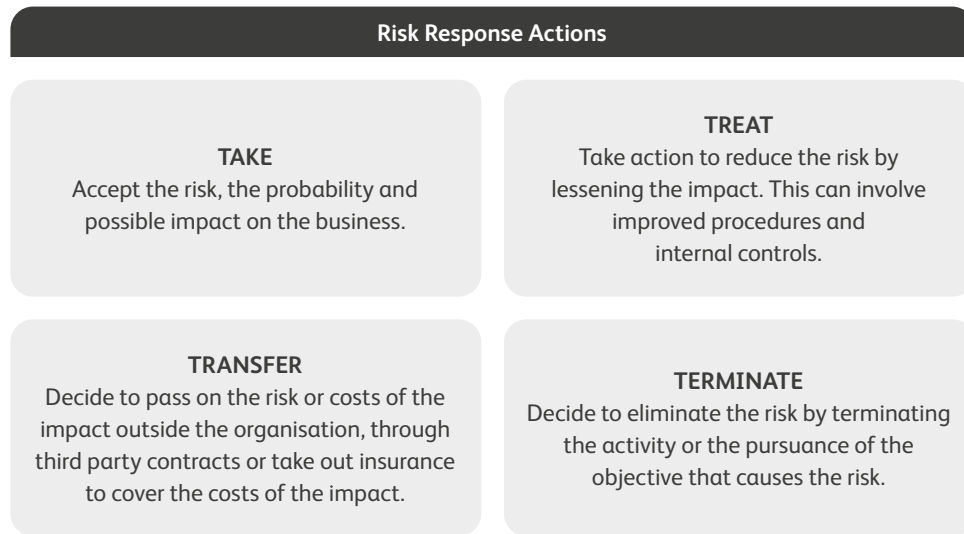 Risk Response Actions
TAKE
Accept the risk, the probability and
possible impact on the business.
TREAT
Take action to reduce the risk by
lessening the impact. This can involve
improved procedures and
internal controls.
TRANSFER
Decide to pass on the risk or costs of the
impact outside the organisation, through
third party contracts or take out insurance
to cover the costs of the impact.
TERMINATE
Decide to eliminate the risk by terminating
the activity or the pursuance of the
objective that causes the risk.